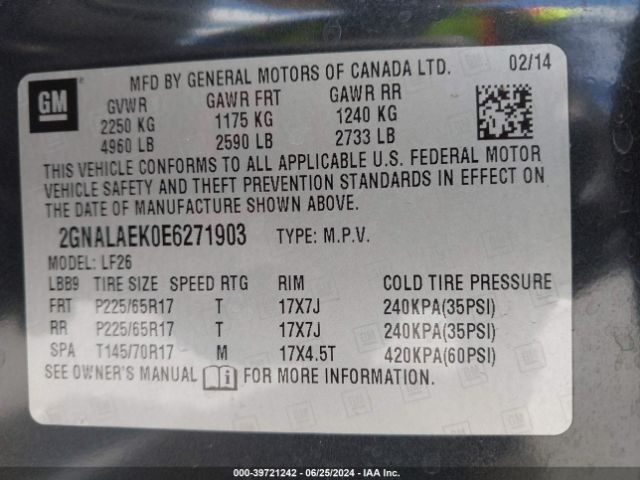 GM
MFD BY GENERAL MOTORS OF CANADA LTD. 02/14
GVWR GAWR FRT GAWR RR
2250 KG 1175 KG 1240 KG
4960 LB 2590 LB 2733 LB
THIS VEHICLE CONFORMS TO ALL APPLICABLE U.S. FEDERAL MOTOR
VEHICLE SAFETY AND THEFT PREVENTION STANDARDS IN EFFECT ON
THE DATE OF MANUFACTURE SHOWN ABOVE.
2GNALAEK0E6271903 TYPE: M.P.V.
MODEL: LF26
LBB9 TIRE SIZE SPEED RTG RIM COLD TIRE PRESSURE
FRT P225/65R17 T 17X7J 240KPA(35PSI)
RR P225/65R17 T 17X7J 240KPA(35PSI)
SPA T145/70R17 M 17X4.5T 420KPA(60PSI)
SEE OWNER'S MANUAL FOR MORE INFORMATION.
000-39721242 | 06/25/2024 | IAA Inc.